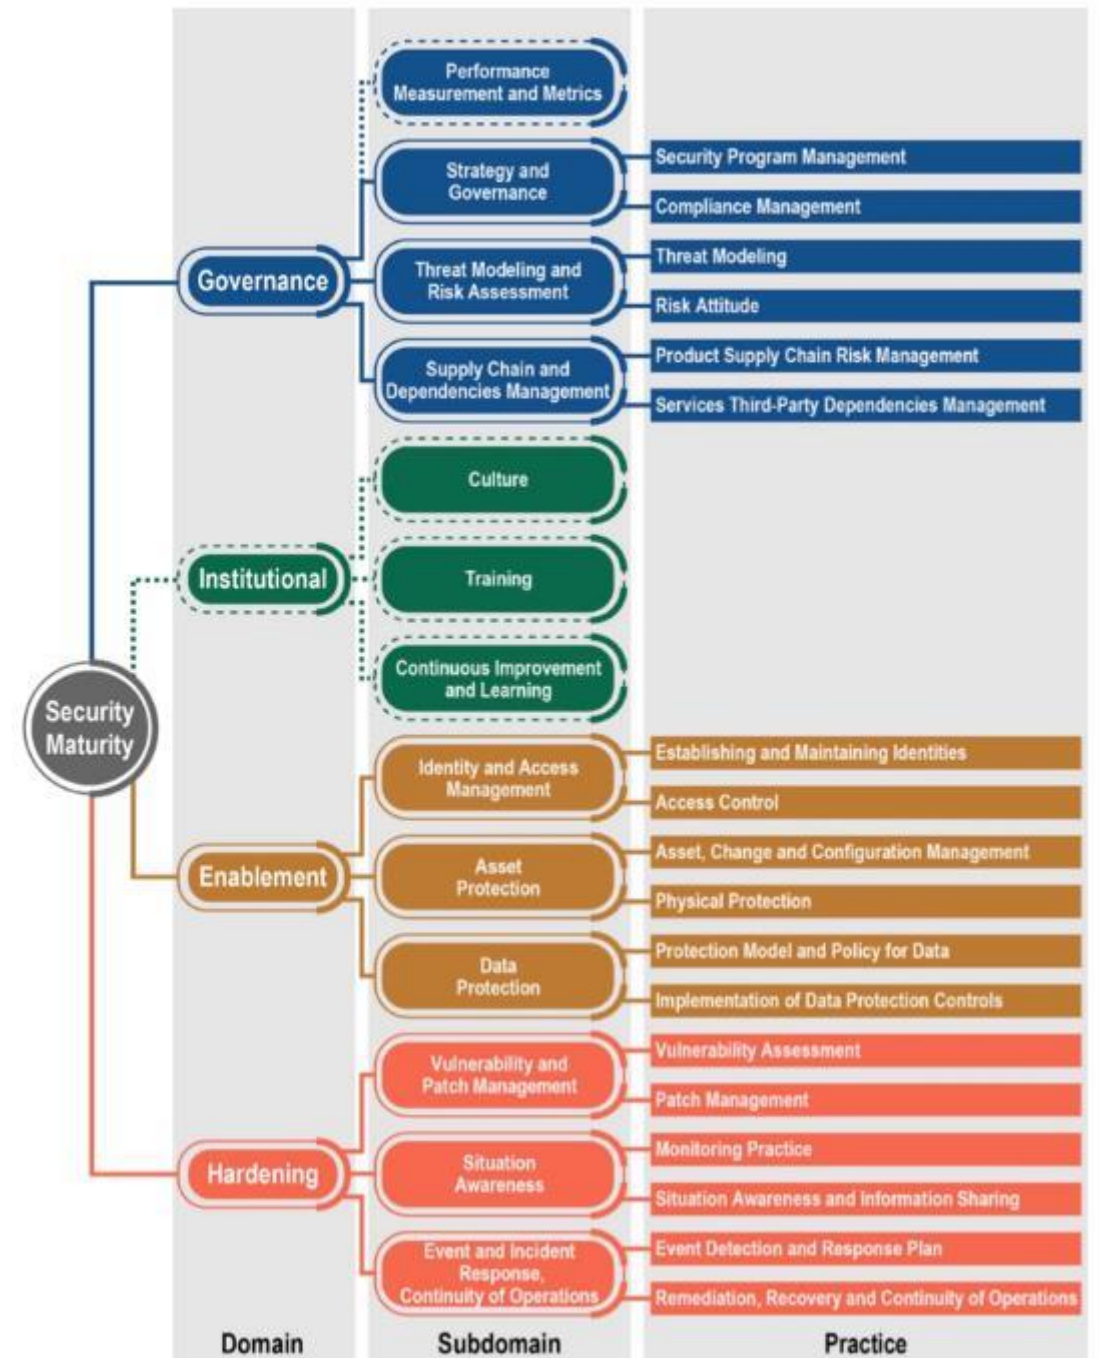 Performance
Measurement and Metrics
Strategy and
Governance
Security Program Management
Compliance Management
Governance
Threat Modeling and
Risk Assessment
Threat Modeling
Risk Attitude
Supply Chain and
Dependencies Management
Product Supply Chain Risk Management
Services Third-Party Dependencies Management
Culture
Institutional
Training
Continuous Improvement
and Learning
Security
Maturity
Identity and Access
Management
Establishing and Maintaining Identities
Access Control
Enablement
Asset
Protection
Asset, Change and Configuration Management
Physical Protection
Data
Protection
Protection Model and Policy for Data
Implementation of Data Protection Controls
Vulnerability and
Patch Management
Vulnerability Assessment
Patch Management
Hardening
Situation
Awareness
Monitoring Practice
Situation Awareness and Information Sharing
Event and Incident
Response,
Continuity of Operations
Event Detection and Response Plan
Remediation, Recovery and Continuity of Operations
Domain
Subdomain
Practice